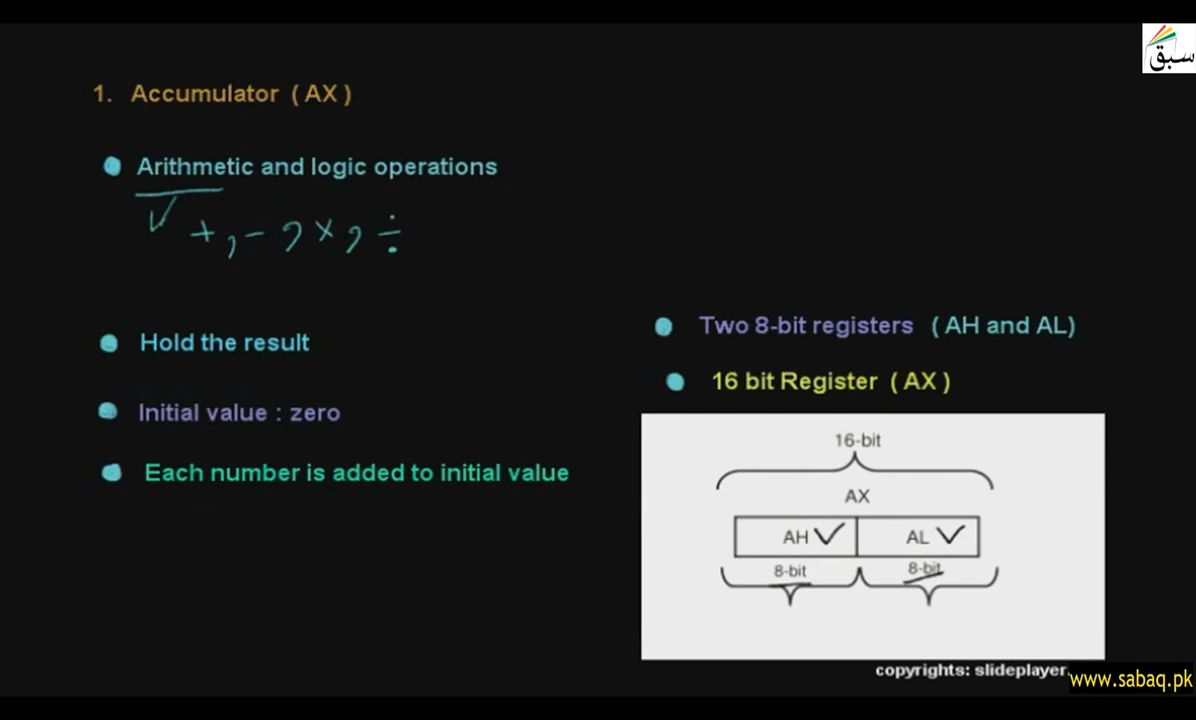 سبق
1. Accumulator ( AX )
Arithmetic and logic operations
+ , - , × , ÷
Hold the result
Initial value : zero
Each number is added to initial value
Two 8-bit registers ( AH and AL)
16 bit Register ( AX )
16-bit
AX
AH AL
8-bit 8-bit
copyrights: slideplayer.
www.sabaq.pk